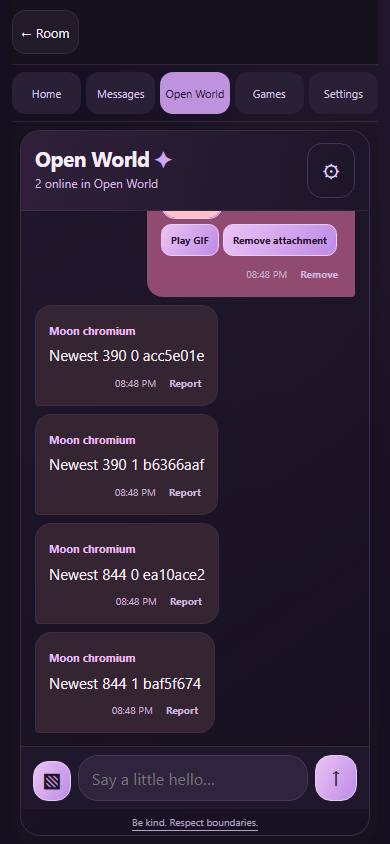 ← Room
Home Messages Open World Games Settings
Open World ✦
2 online in Open World
Play GIF Remove attachment
08:48 PM Remove
Moon chromium
Newest 390 0 acc5e01e
08:48 PM Report
Moon chromium
Newest 390 1 b6366aaf
08:48 PM Report
Moon chromium
Newest 844 0 ea10ace2
08:48 PM Report
Moon chromium
Newest 844 1 baf5f674
08:48 PM Report
Say a little hello...
↑
Be kind. Respect boundaries.